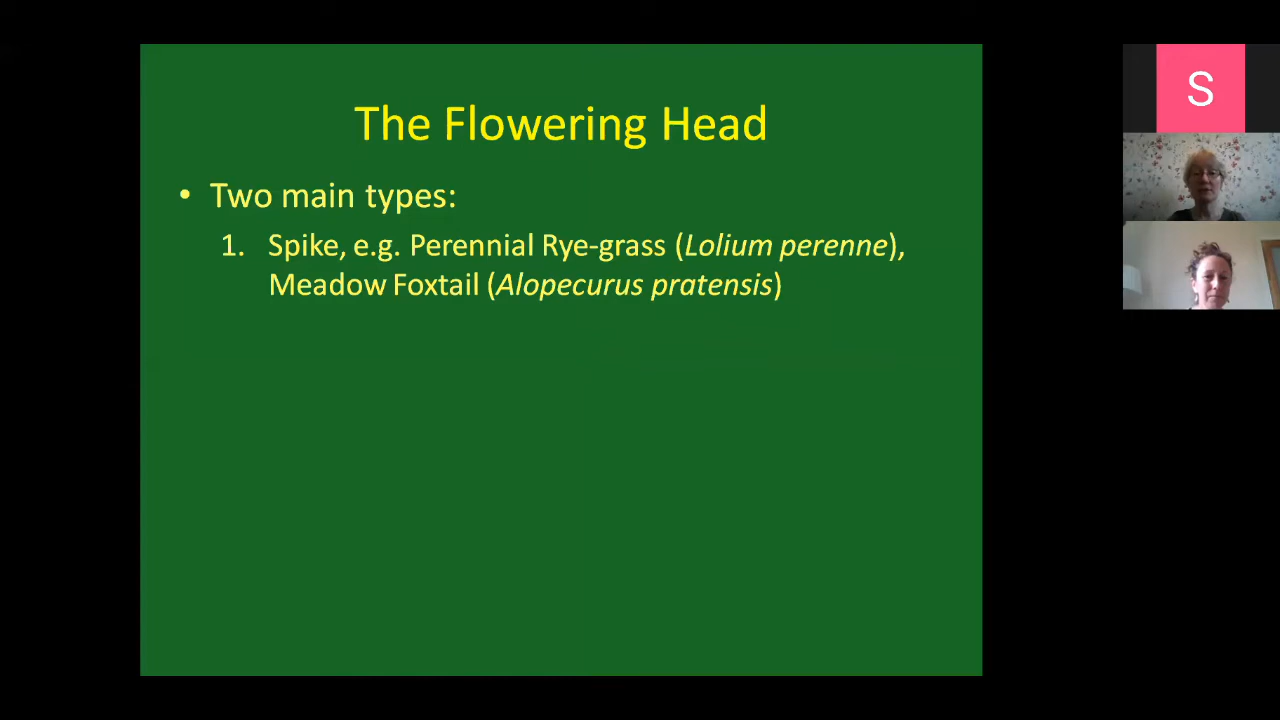 The Flowering Head
• Two main types:
1. Spike, e.g. Perennial Rye-grass (Lolium perenne),
Meadow Foxtail (Alopecurus pratensis)
S